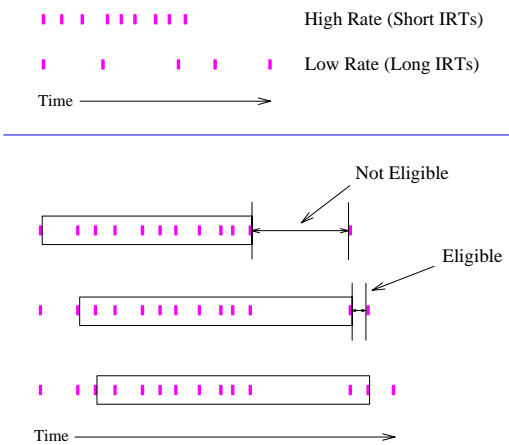 High Rate (Short IRTs)
Low Rate (Long IRTs)
Time
Not Eligible
Eligible
Time